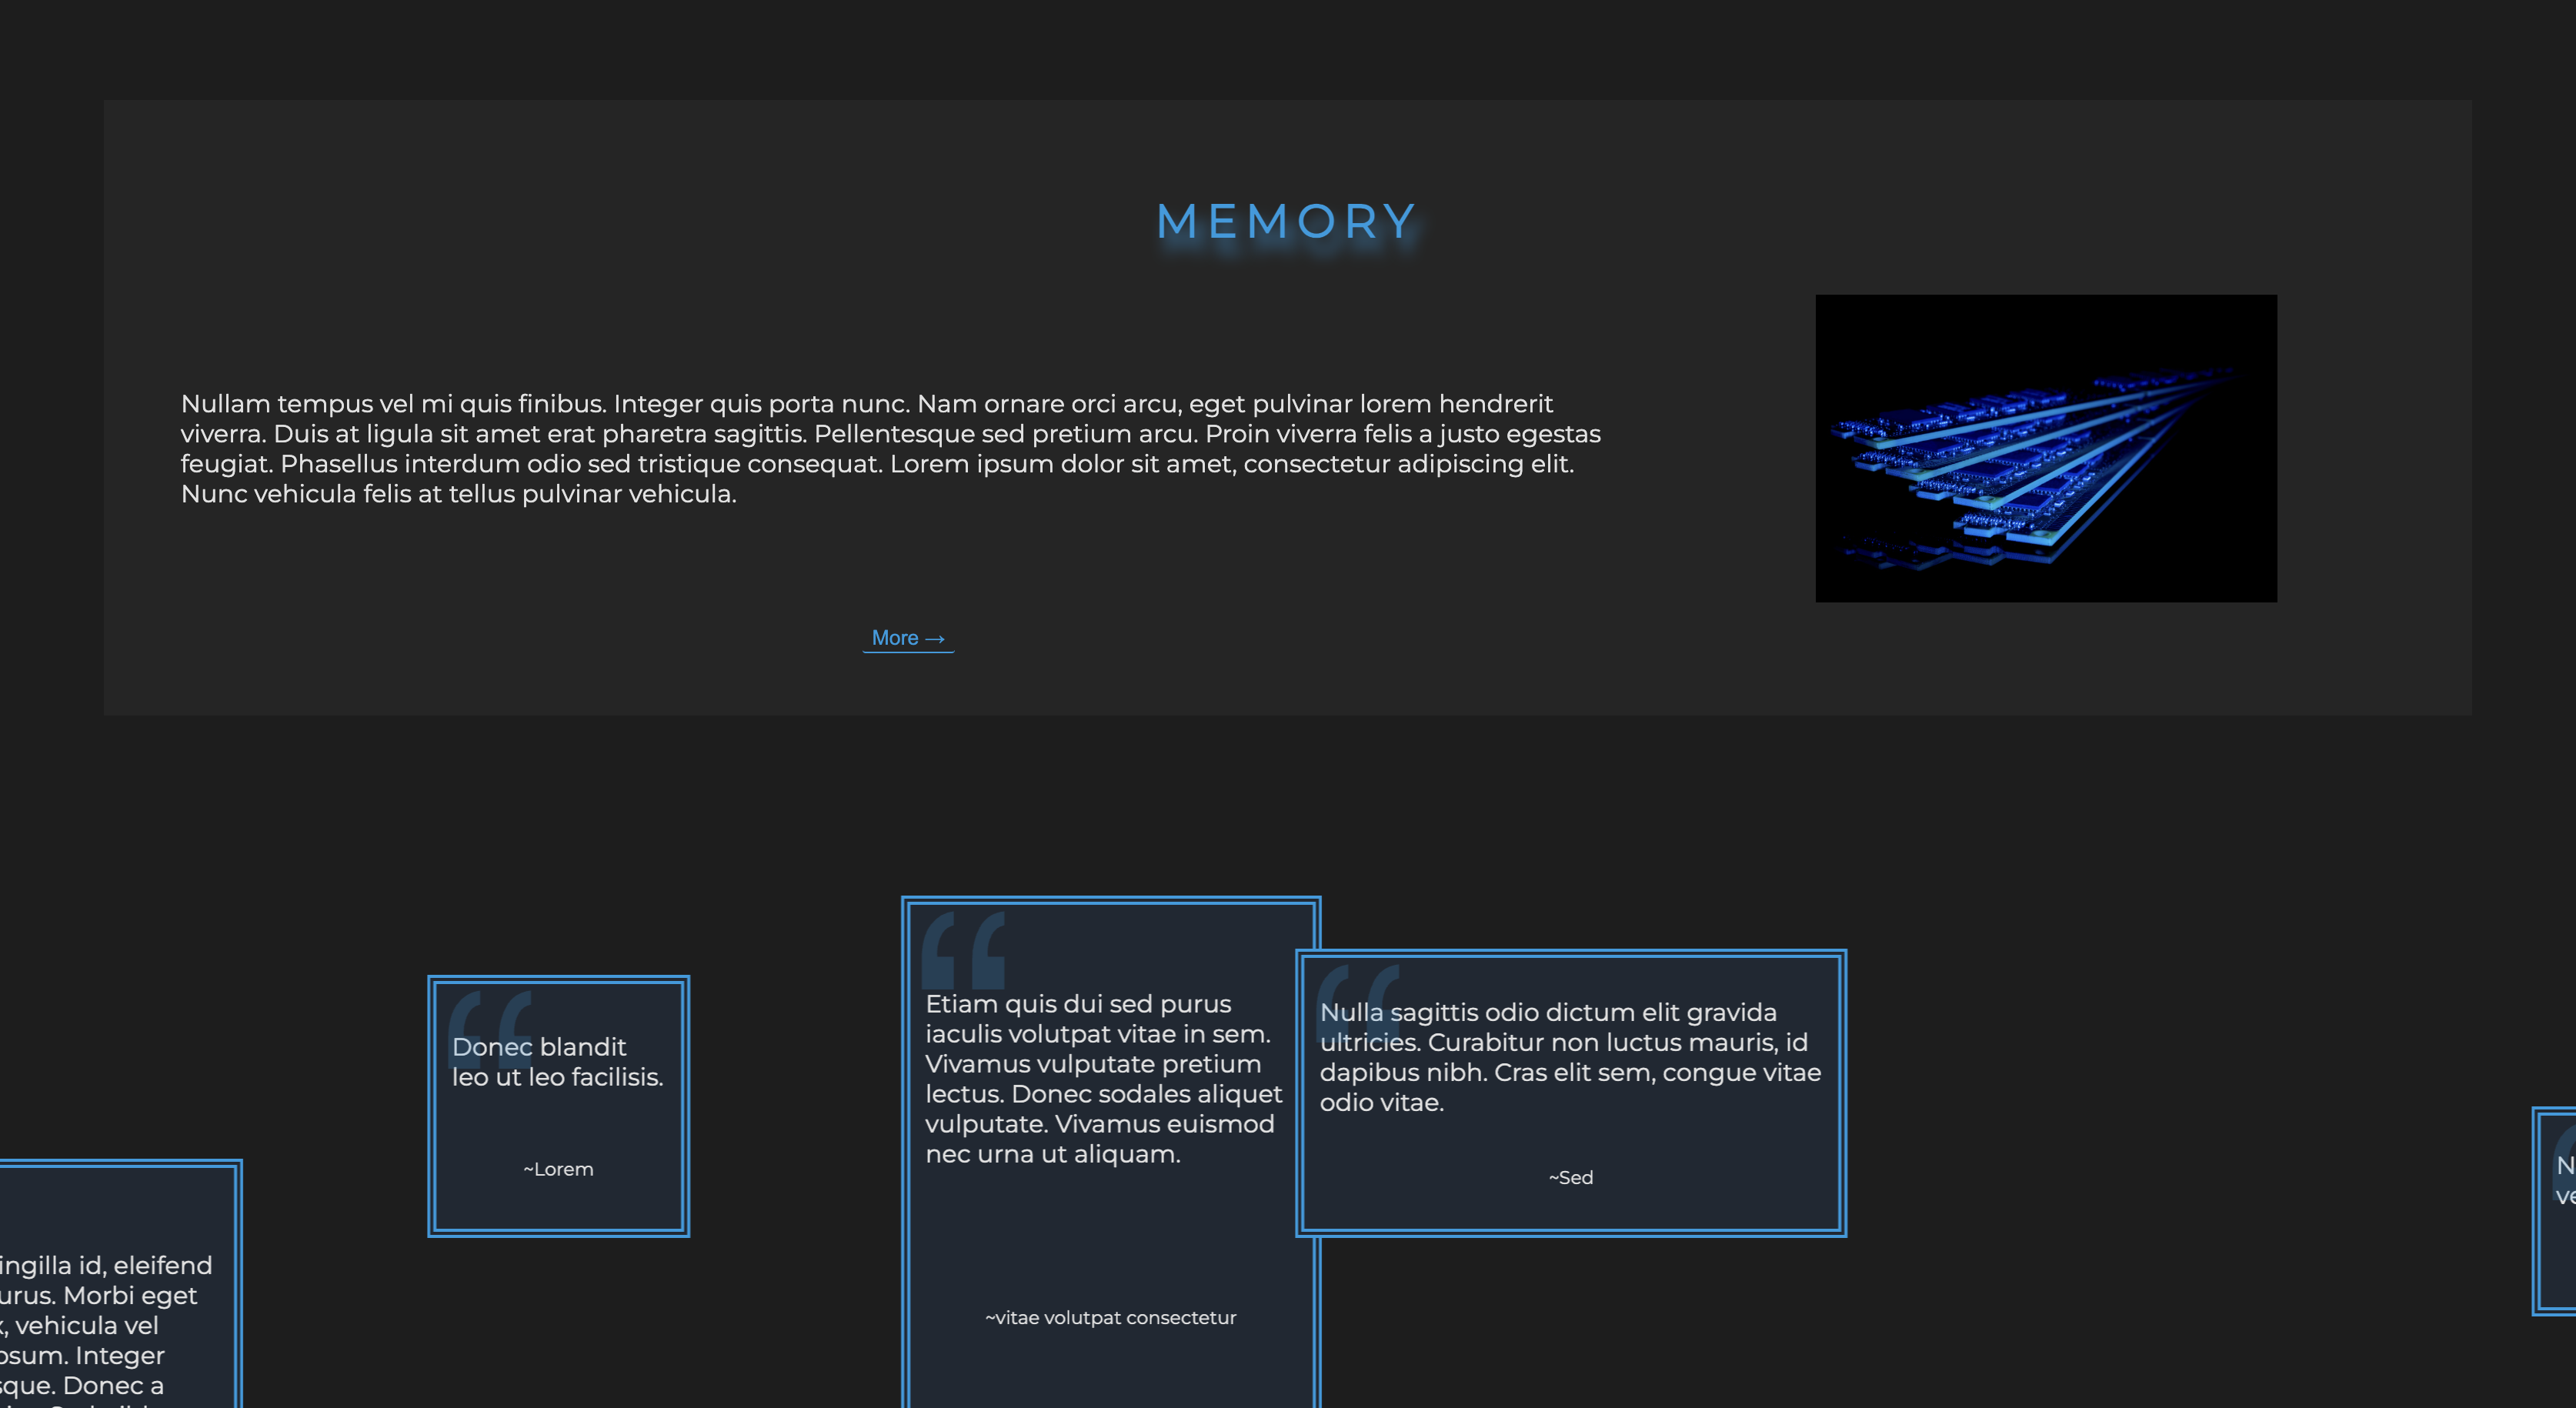 MEMORY
Nullam tempus vel mi quis finibus. Integer quis porta nunc. Nam ornare orci arcu, eget pulvinar lorem hendrerit
viverra. Duis at ligula sit amet erat pharetra sagittis. Pellentesque sed pretium arcu. Proin viverra felis a justo egestas
feugiat. Phasellus interdum odio sed tristique consequat. Lorem ipsum dolor sit amet, consectetur adipiscing elit.
Nunc vehicula felis at tellus pulvinar vehicula.
More →
“
Donec blandit
leo ut leo facilisis.
~Lorem
“
Etiam quis dui sed purus
iaculis volutpat vitae in sem.
Vivamus vulputate pretium
lectus. Donec sodales aliquet
vulputate. Vivamus euismod
nec urna ut aliquam.
~vitae volutpat consectetur
“
Nulla sagittis odio dictum elit gravida
ultricies. Curabitur non luctus mauris, id
dapibus nibh. Cras elit sem, congue vitae
odio vitae.
~Sed
id, eleifend
Morbi eget
vehicula vel
Integer
Donec a